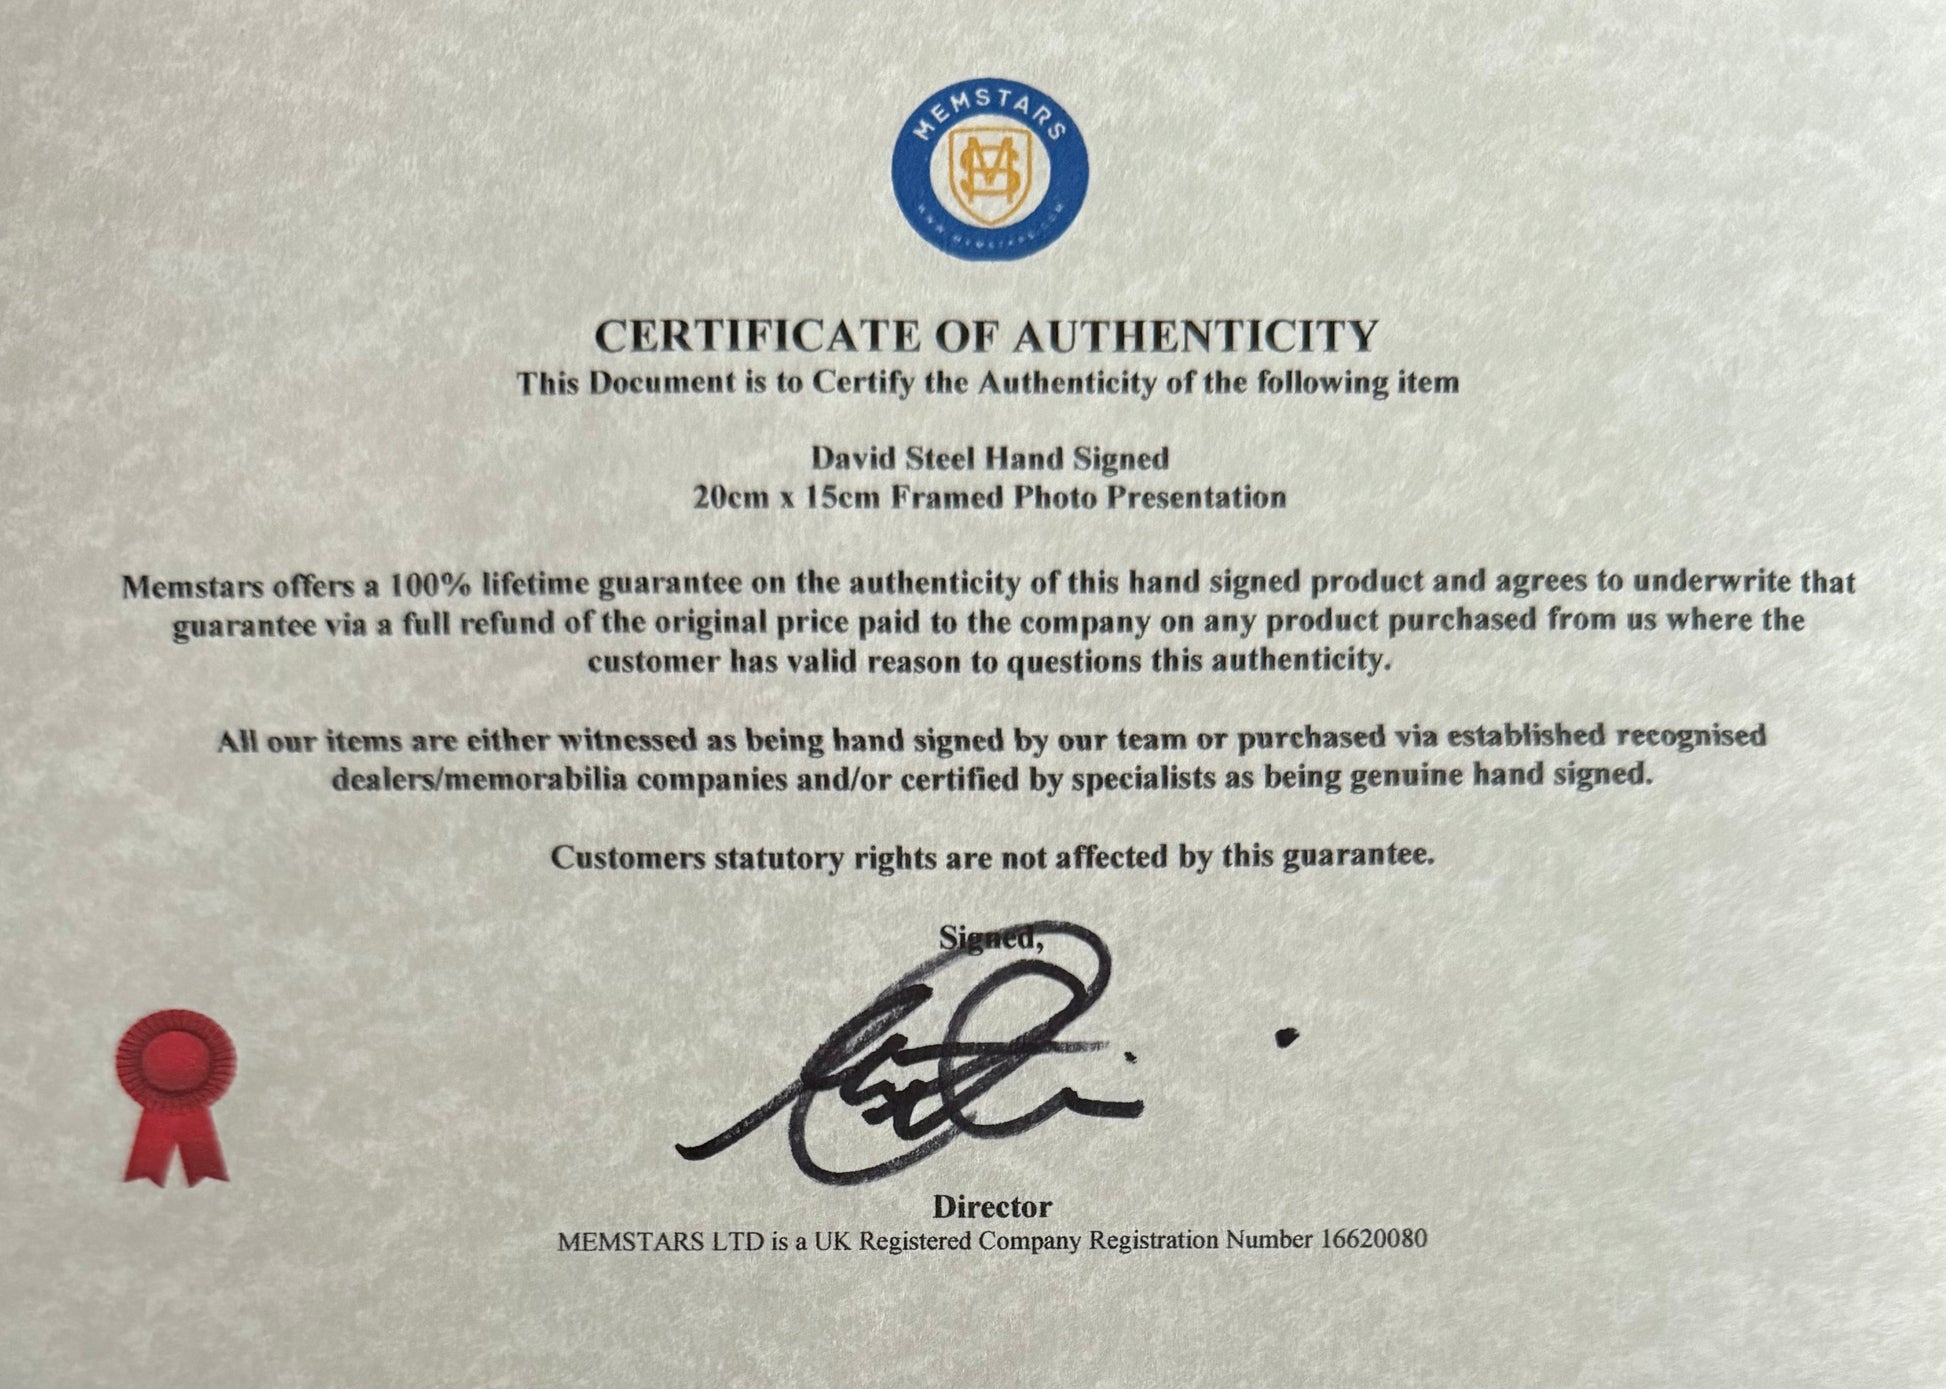 MEMSTARS
MS
WWW.MEMSTARS.COM
CERTIFICATE OF AUTHENTICITY
This Document is to Certify the Authenticity of the following item
David Steel Hand Signed
20cm x 15cm Framed Photo Presentation
Memstars offers a 100% lifetime guarantee on the authenticity of this hand signed product and agrees to underwrite that
guarantee via a full refund of the original price paid to the company on any product purchased from us where the
customer has valid reason to questions this authenticity.
All our items are either witnessed as being hand signed by our team or purchased via established recognised
dealers/memorabilia companies and/or certified by specialists as being genuine hand signed.
Customers statutory rights are not affected by this guarantee.
Signed,
Director
MEMSTARS LTD is a UK Registered Company Registration Number 16620080